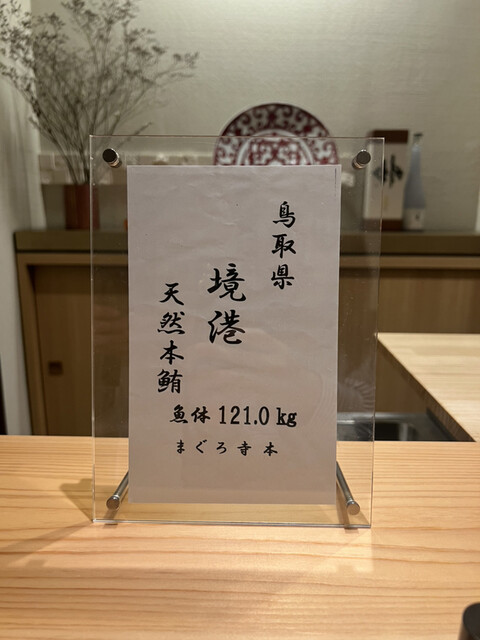 鳥取県
境港
天然本鮪
魚体 121.0 kg
まぐろ寺本